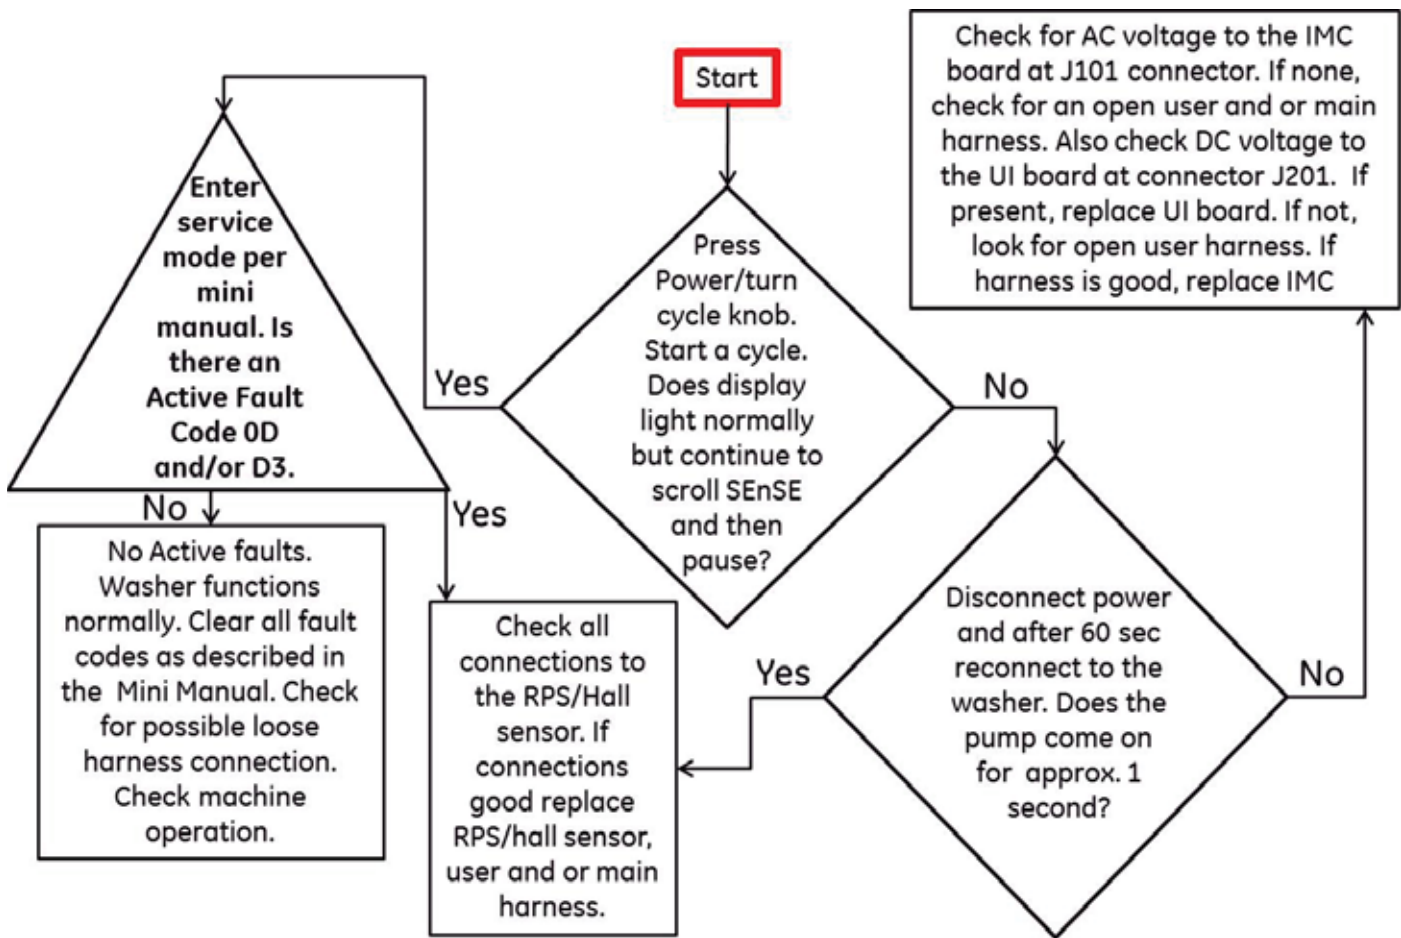 Start
Press
Power/turn
cycle knob.
Start a cycle.
Does display
light normally
but continue to
scroll SEnSE
and then
pause?
Yes
No
Enter
service
mode per
mini
manual. Is
there an
Active Fault
Code 0D
and/or D3.
No
Yes
No Active faults.
Washer functions
normally. Clear all fault
codes as described in
the Mini Manual. Check
for possible loose
harness connection.
Check machine
operation.
Check all
connections to
the RPS/Hall
sensor. If
connections
good replace
RPS/hall sensor,
user and or main
harness.
Disconnect power
and after 60 sec
reconnect to the
washer. Does the
pump come on
for approx. 1
second?
Yes
No
Check for AC voltage to the IMC
board at J101 connector. If none,
check for an open user and or main
harness. Also check DC voltage to
the UI board at connector J201. If
present, replace UI board. If not,
look for open user harness. If
harness is good, replace IMC